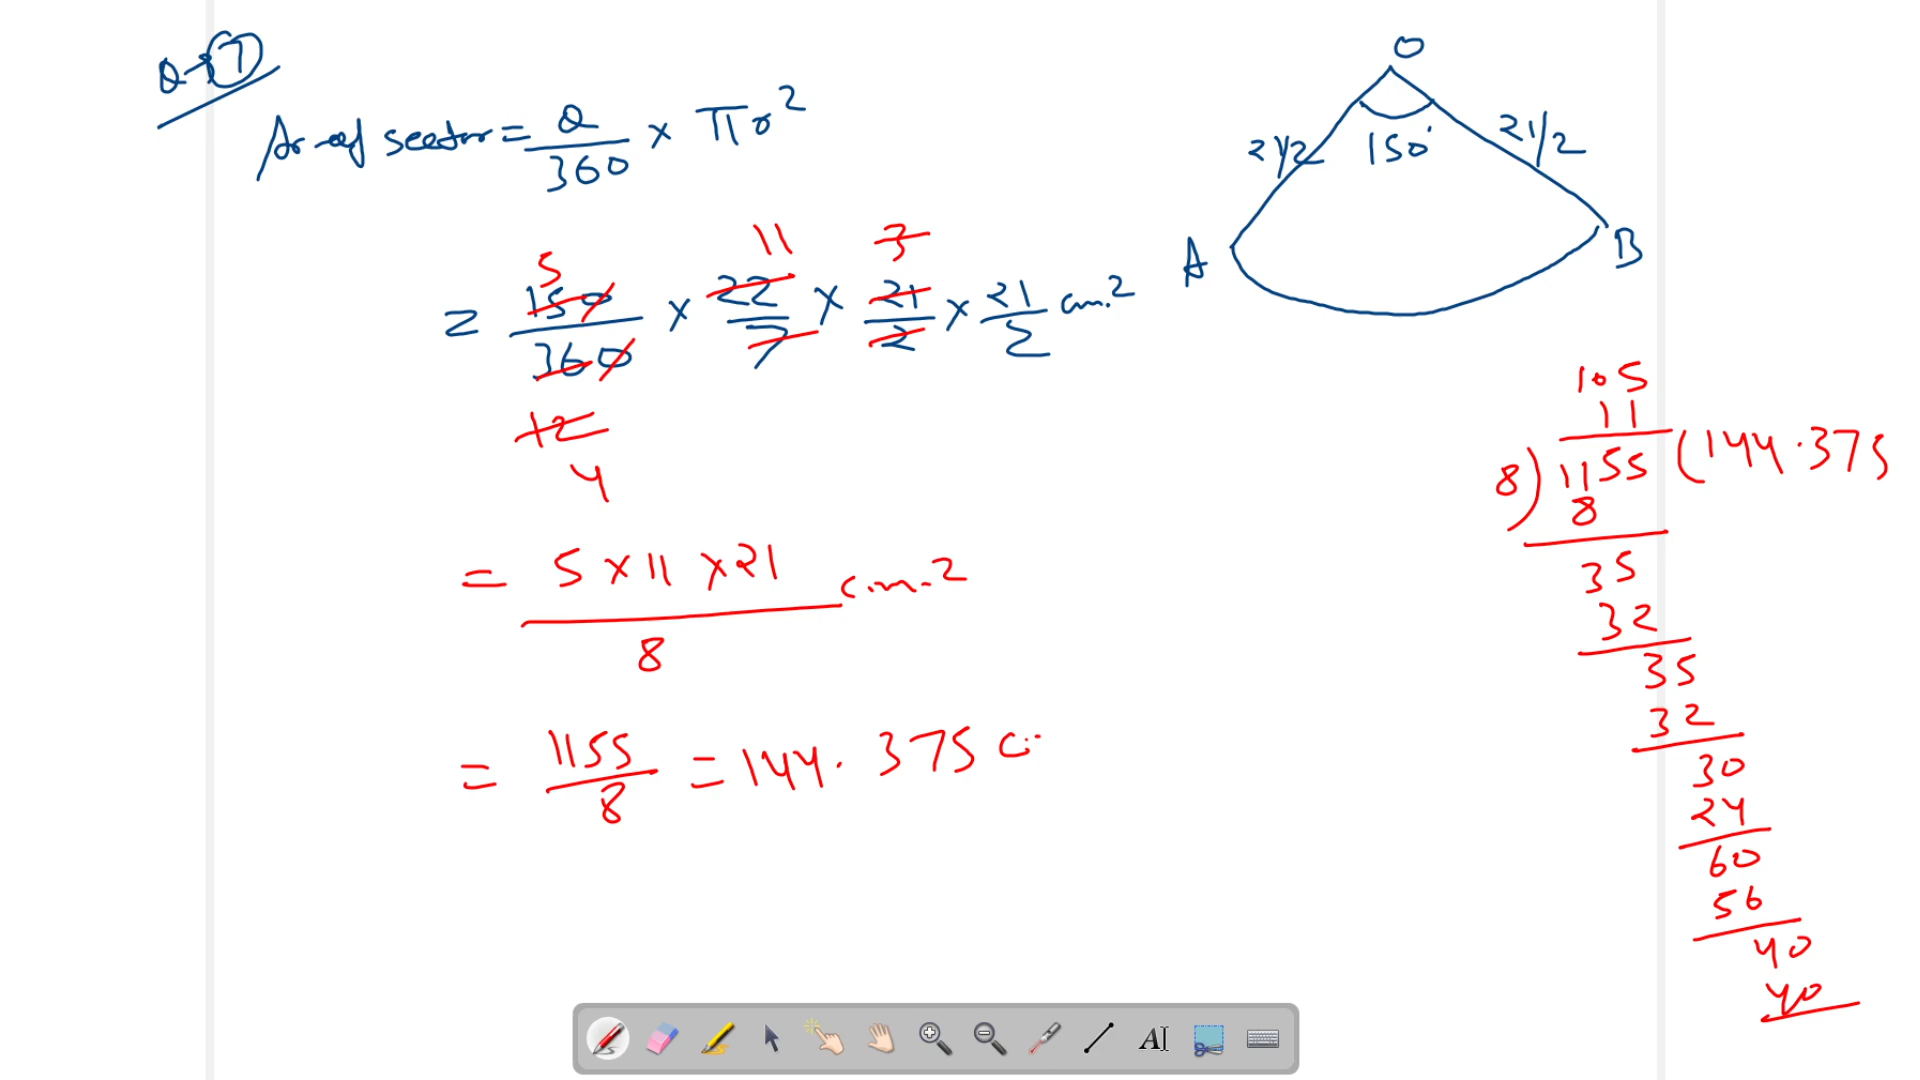 Q-7
Ar. of sector = θ/360 × πr²
= 150/360 × 22/7 × 21/2 × 21/2 cm.²
5 11 3
12
4
= 5 × 11 × 21 / 8 c.m.²
= 1155/8 = 144.375 c
O
21/2 150° 21/2
A B
105
11
8) 1155 (144.375
8
35
32
35
32
30
24
60
56
40
40